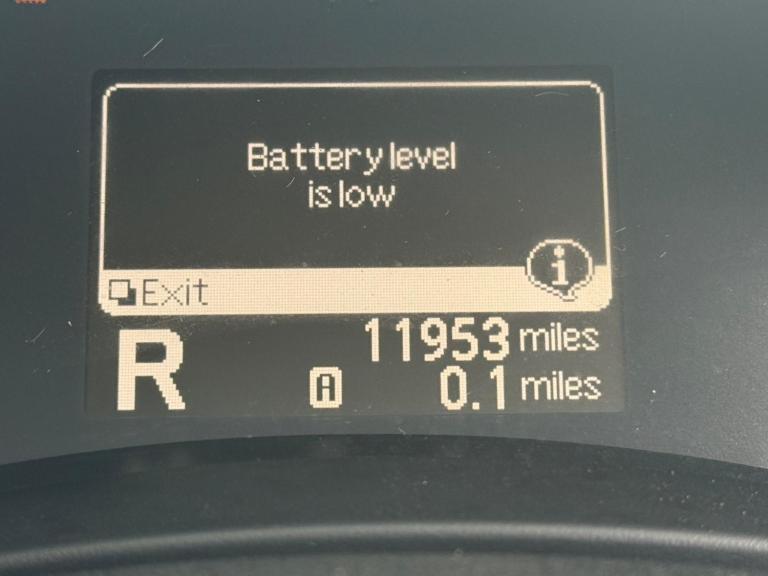 Battery level
is low
Exit
11953 miles
R A 0.1 miles